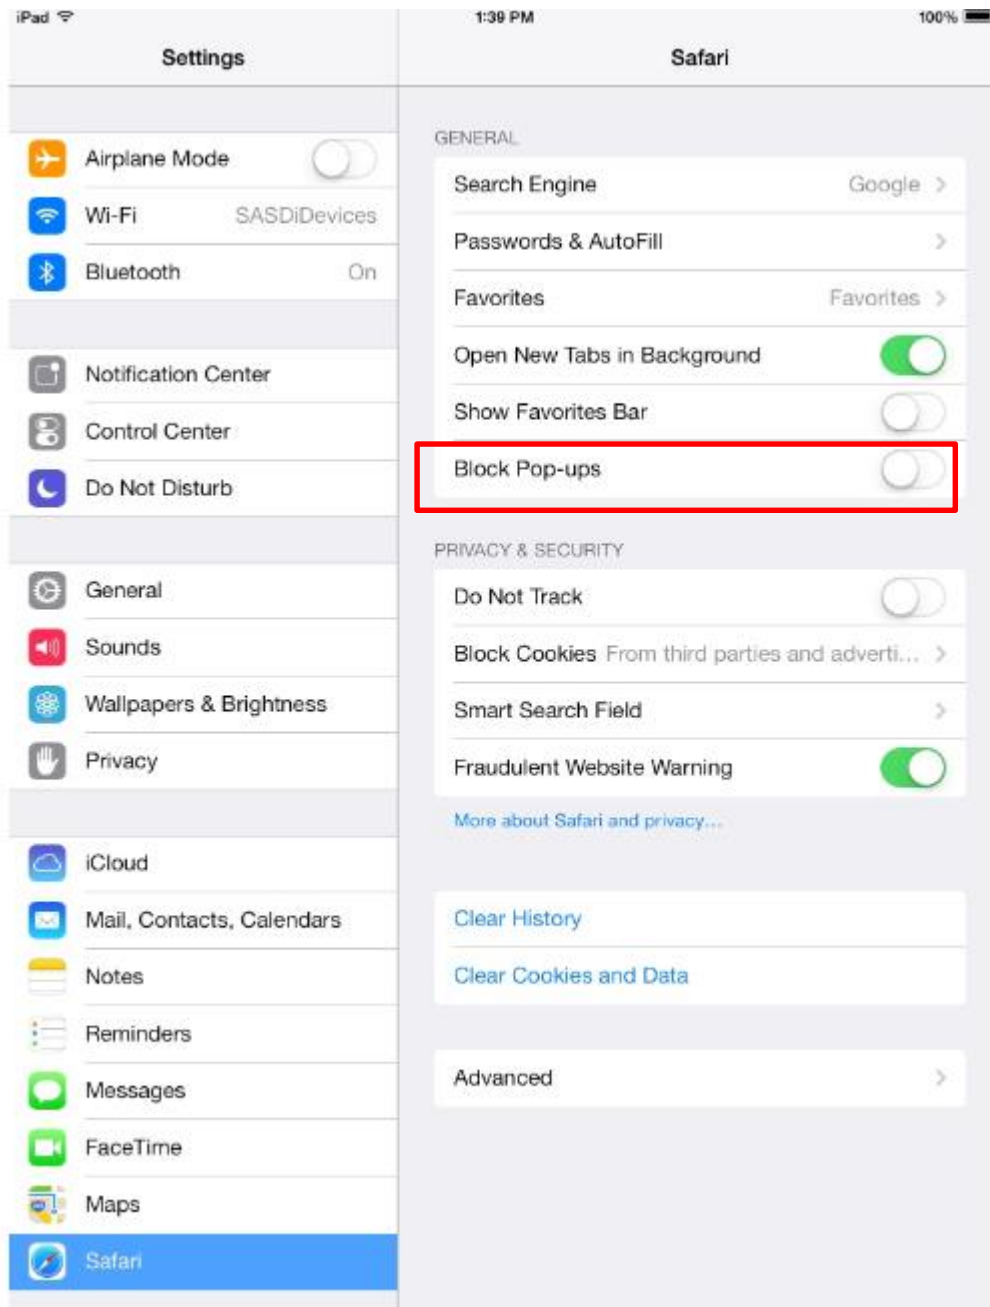 iPad 1:39 PM 100%
Settings
Airplane Mode
Wi-Fi SASDiDevices
Bluetooth On
Notification Center
Control Center
Do Not Disturb
General
Sounds
Wallpapers & Brightness
Privacy
iCloud
Mail, Contacts, Calendars
Notes
Reminders
Messages
FaceTime
Maps
Safari
Safari
GENERAL
Search Engine Google >
Passwords & AutoFill >
Favorites Favorites >
Open New Tabs in Background
Show Favorites Bar
Block Pop-ups
PRIVACY & SECURITY
Do Not Track
Block Cookies From third parties and adverti... >
Smart Search Field >
Fraudulent Website Warning
More about Safari and privacy...
Clear History
Clear Cookies and Data
Advanced >